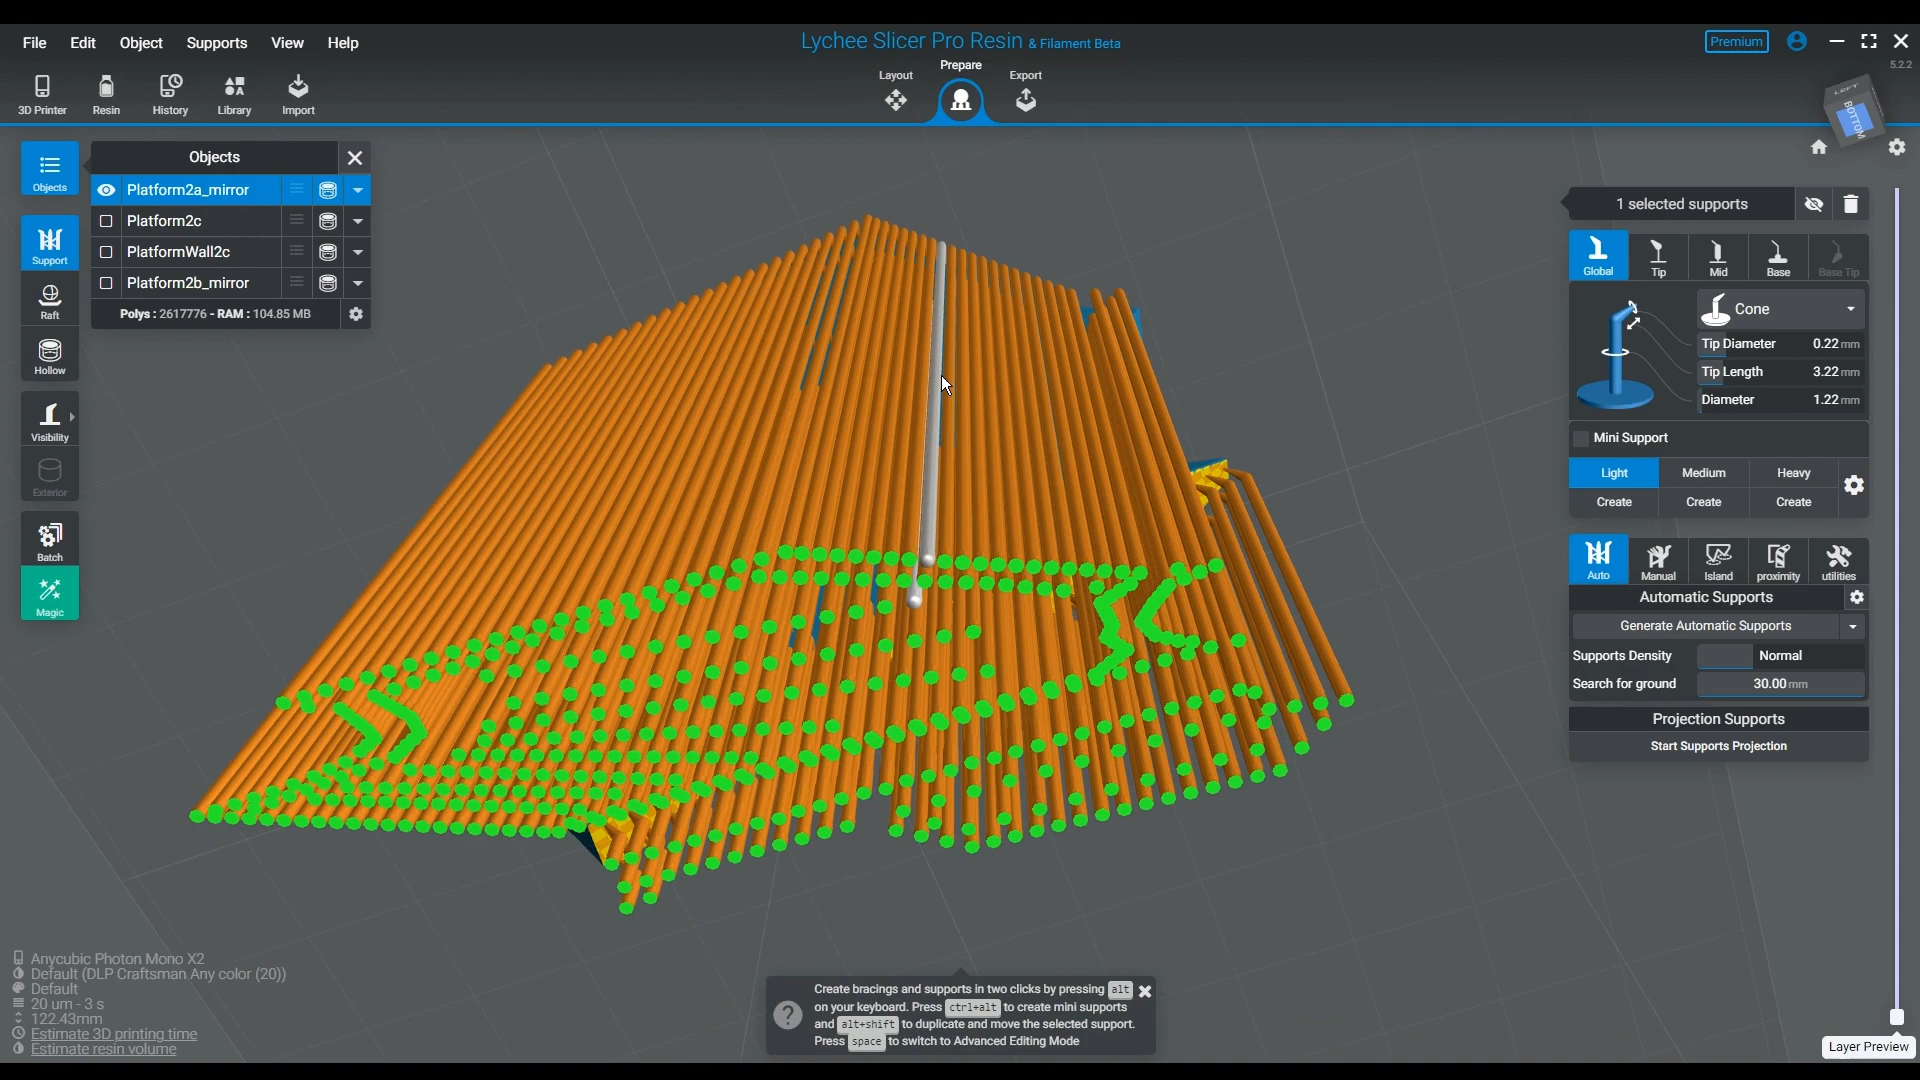 File Edit Object Supports View Help
Lychee Slicer Pro Resin & Filament Beta
Premium
5.2.2
3D Printer Resin History Library Import
Layout Prepare Export
LEFT
BOTTOM
Objects
Support
Raft
Hollow
Visibility
Exterior
Batch
Magic
Objects
Platform2a_mirror
Platform2c
PlatformWall2c
Platform2b_mirror
Polys : 2617776 - RAM : 104.85 MB
1 selected supports
Global Tip Mid Base Base Tip
Cone
Tip Diameter 0.22 mm
Tip Length 3.22 mm
Diameter 1.22 mm
Mini Support
Light Medium Heavy
Create Create Create
Auto Manual Island proximity utilities
Automatic Supports
Generate Automatic Supports
Supports Density Normal
Search for ground 30.00 mm
Projection Supports
Start Supports Projection
Anycubic Photon Mono X2
Default (DLP Craftsman Any color (20))
Default
20 um - 3 s
122.43mm
Estimate 3D printing time
Estimate resin volume
Create bracings and supports in two clicks by pressing alt
on your keyboard. Press ctrl+alt to create mini supports
and alt+shift to duplicate and move the selected support.
Press space to switch to Advanced Editing Mode
Layer Preview